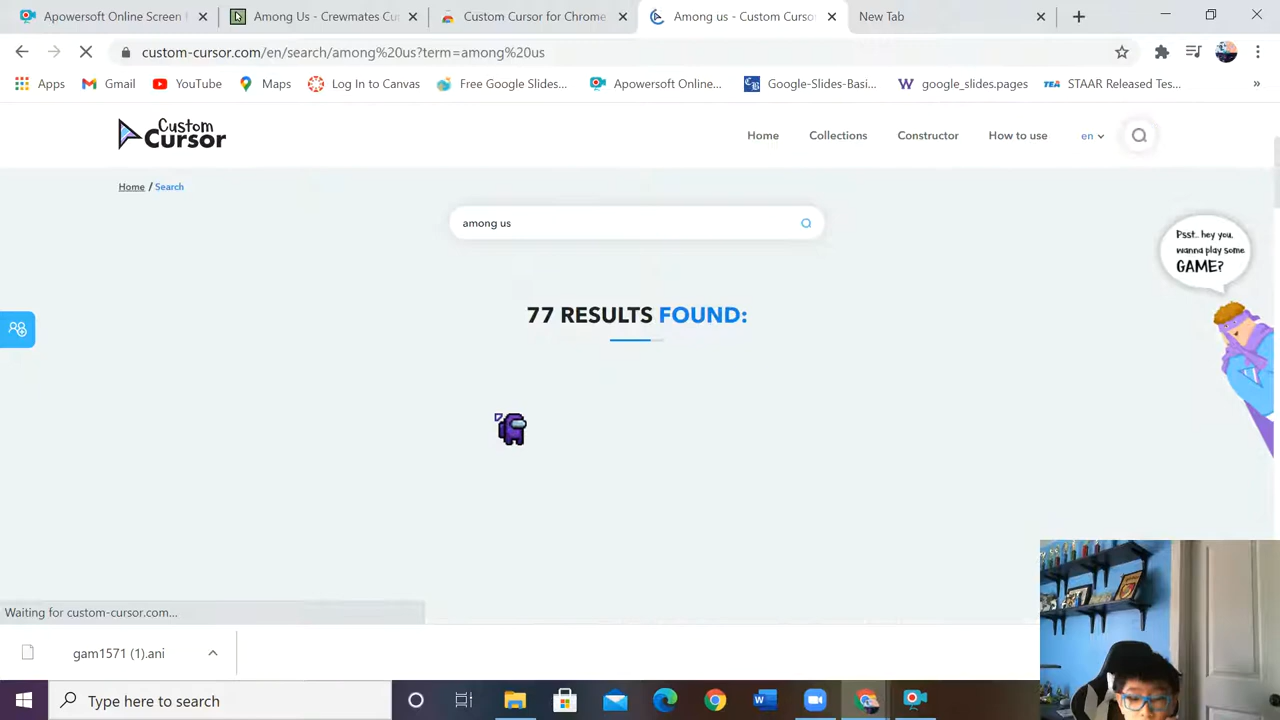 Apowersoft Online Screen
Among Us - Crewmates Cu
Custom Cursor for Chrome
Among us - Custom Cursor
New Tab
custom-cursor.com/en/search/among%20us?term=among%20us
Apps
Gmail
YouTube
Maps
Log In to Canvas
Free Google Slides...
Apowersoft Online...
Google-Slides-Basi...
google_slides.pages
STAAR Released Tes...
»
Custom
Cursor
Home
Collections
Constructor
How to use
en
Home / Search
among us
Psst.. hey you,
wanna play some
GAME?
77 RESULTS FOUND:
Waiting for custom-cursor.com...
gam1571 (1).ani
Type here to search